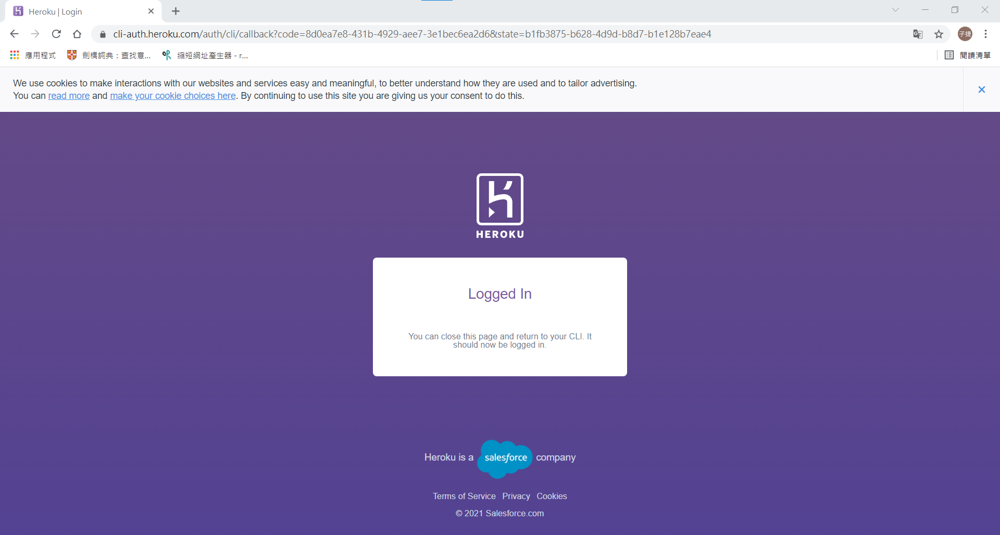 Heroku | Login
cli-auth.heroku.com/auth/cli/callback?code=8d0ea7e8-431b-4929-aee7-3e1bec6ea2d6&state=b1fb3875-b628-4d9d-b8d7-b1e128b7eae4
子捷
應用程式 劍橋詞典：查找意... 縮短網址產生器 - r... 閱讀清單
We use cookies to make interactions with our websites and services easy and meaningful, to better understand how they are used and to tailor advertising.
You can read more and make your cookie choices here. By continuing to use this site you are giving us your consent to do this.
HEROKU
Logged In
You can close this page and return to your CLI. It
should now be logged in.
Heroku is a salesforce company
Terms of Service Privacy Cookies
© 2021 Salesforce.com